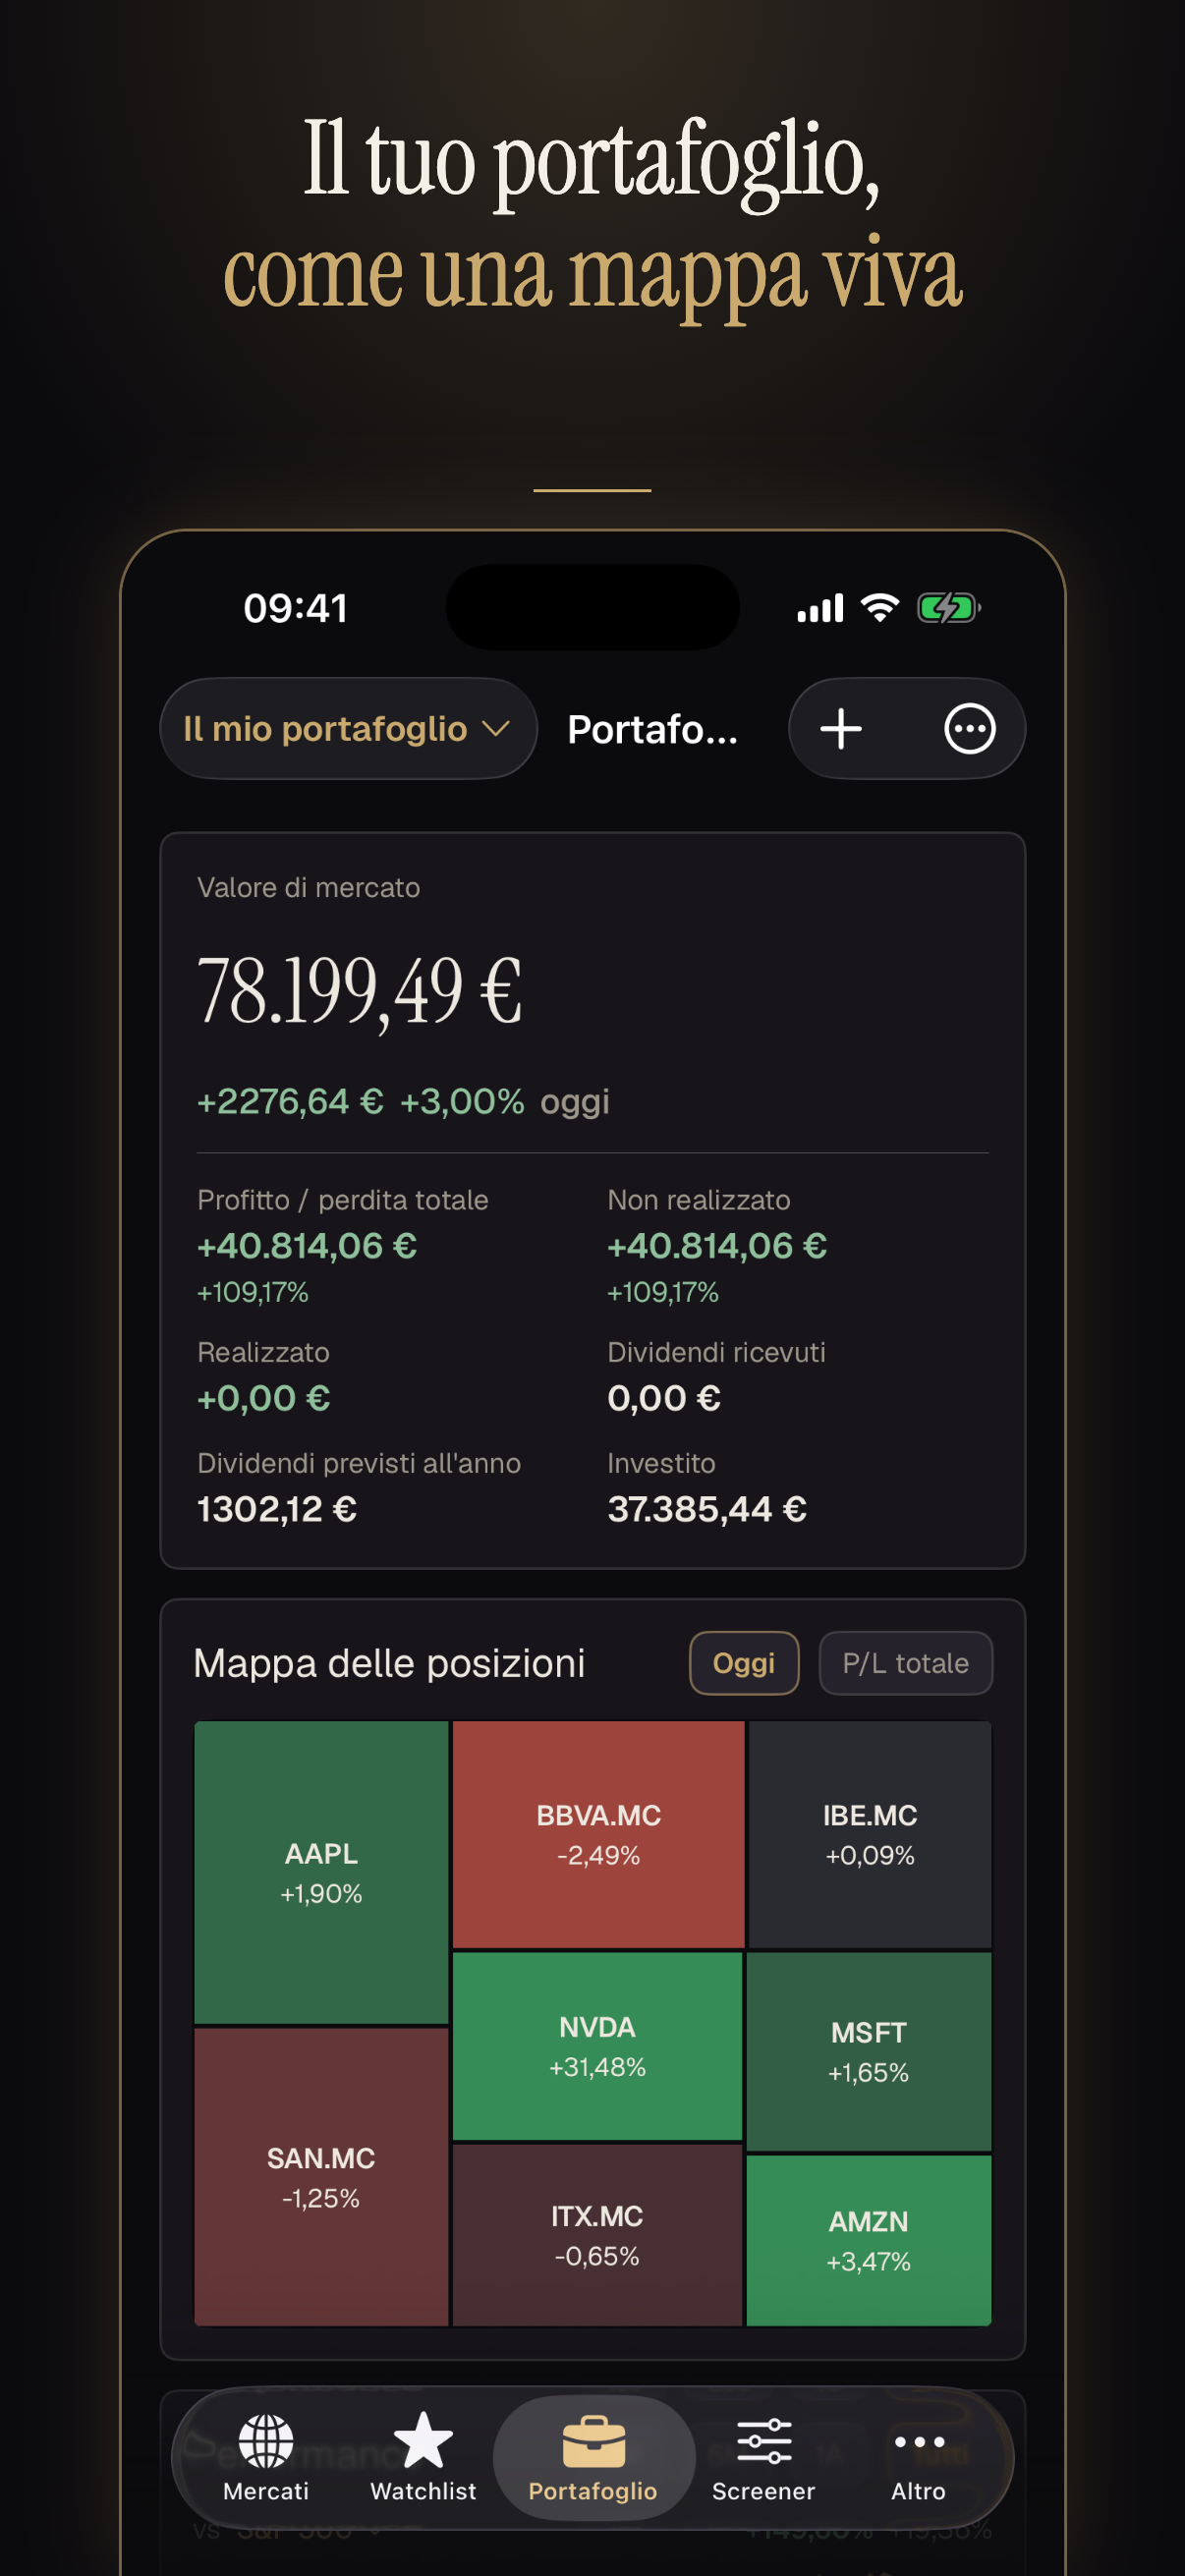 Il tuo portafoglio,
come una mappa viva
09:41
Il mio portafoglio
Portafo...
Valore di mercato
78.199,49 €
+2276,64 € +3,00% oggi
Profitto / perdita totale
Non realizzato
+40.814,06 €
+40.814,06 €
+109,17%
+109,17%
Realizzato
Dividendi ricevuti
+0,00 €
0,00 €
Dividendi previsti all'anno
Investito
1302,12 €
37.385,44 €
Mappa delle posizioni
Oggi
P/L totale
AAPL
+1,90%
BBVA.MC
-2,49%
IBE.MC
+0,09%
NVDA
+31,48%
MSFT
+1,65%
SAN.MC
-1,25%
ITX.MC
-0,65%
AMZN
+3,47%
Mercati
Watchlist
Portafoglio
Screener
Altro